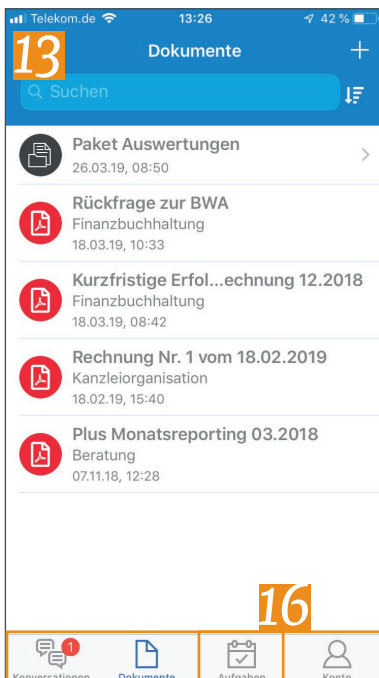 Telekom.de 13:26 42 %
13
Dokumente
Suchen
Paket Auswertungen
26.03.19, 08:50
Rückfrage zur BWA
Finanzbuchhaltung
18.03.19, 10:33
Kurzfristige Erfol...echnung 12.2018
Finanzbuchhaltung
18.03.19, 08:42
Rechnung Nr. 1 vom 18.02.2019
Kanzleiorganisation
18.02.19, 15:40
Plus Monatsreporting 03.2018
Beratung
07.11.18, 12:28
16
1
Konversationen Dokumente Aufgaben Konto